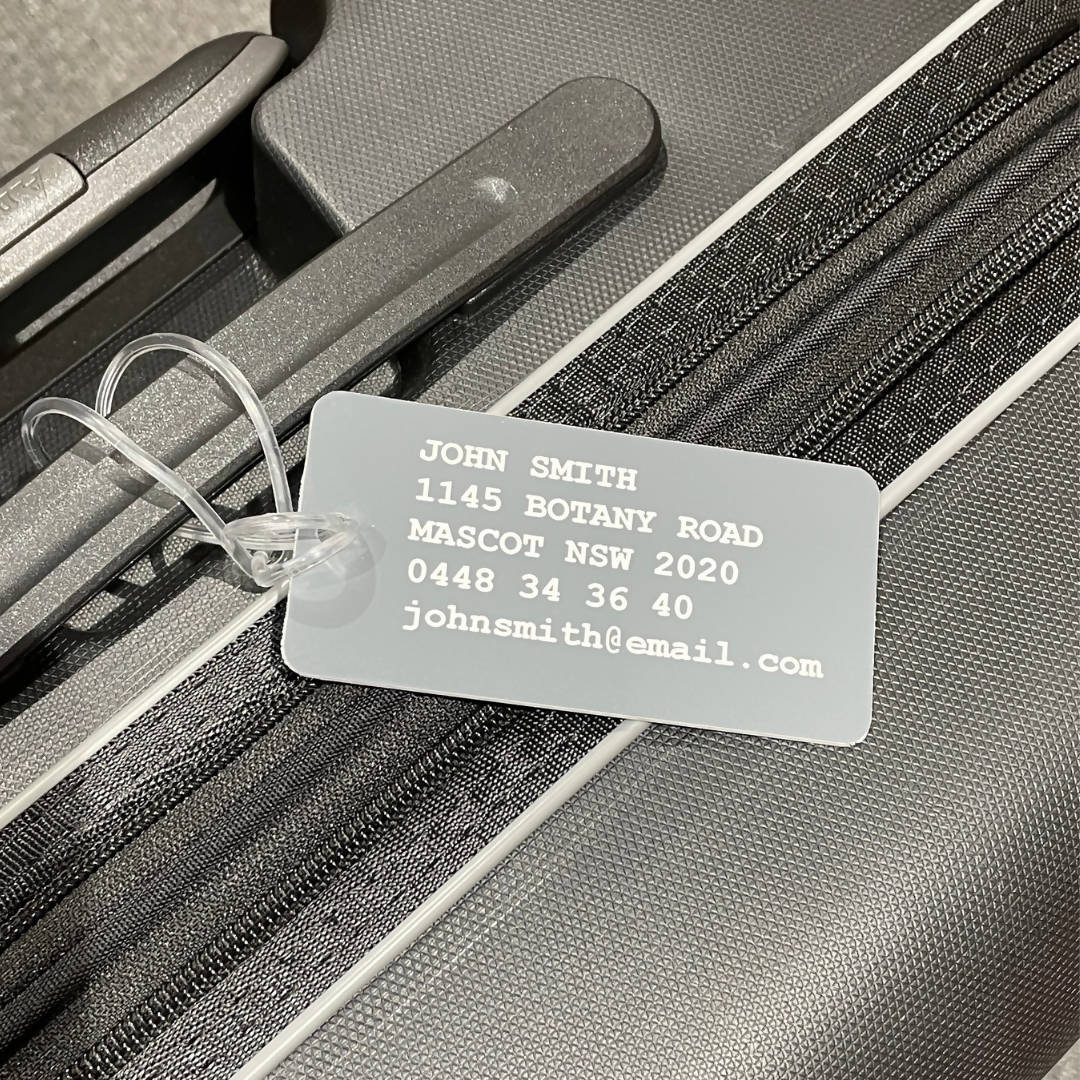 JOHN SMITH
1145 BOTANY ROAD
MASCOT NSW 2020
0448 34 36 40
johnsmith@email.com